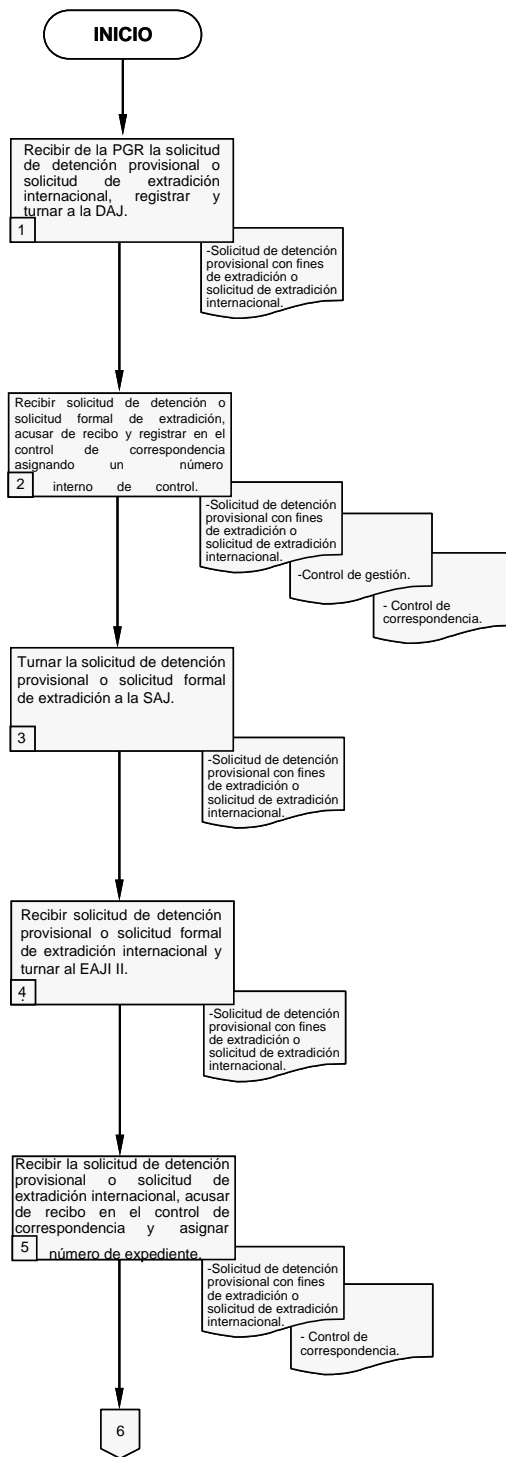 INICIO
Recibir de la PGR la solicitud
de detención provisional o
solicitud de extradición
internacional, registrar y
turnar a la DAJ.
1
-Solicitud de detención
provisional con fines
de extradición o
solicitud de extradición
internacional.
Recibir solicitud de detención o
solicitud formal de extradición,
acusar de recibo y registrar en el
control de correspondencia
asignando un número
interno de control.
2
-Solicitud de detención
provisional con fines
de extradición o
solicitud de extradición
internacional.
-Control de gestión.
- Control de
correspondencia.
Turnar la solicitud de detención
provisional o solicitud formal
de extradición a la SAJ.
3
-Solicitud de detención
provisional con fines
de extradición o
solicitud de extradición
internacional.
Recibir solicitud de detención
provisional o solicitud formal
de extradición internacional y
turnar al EAJI II.
4
.
-Solicitud de detención
provisional con fines
de extradición o
solicitud de extradición
internacional.
Recibir la solicitud de detención
provisional o solicitud de
extradición internacional, acusar
de recibo en el control de
correspondencia y asignar
número de expediente.
5
-Solicitud de detención
provisional con fines
de extradición o
solicitud de extradición
internacional.
- Control de
correspondencia.
6